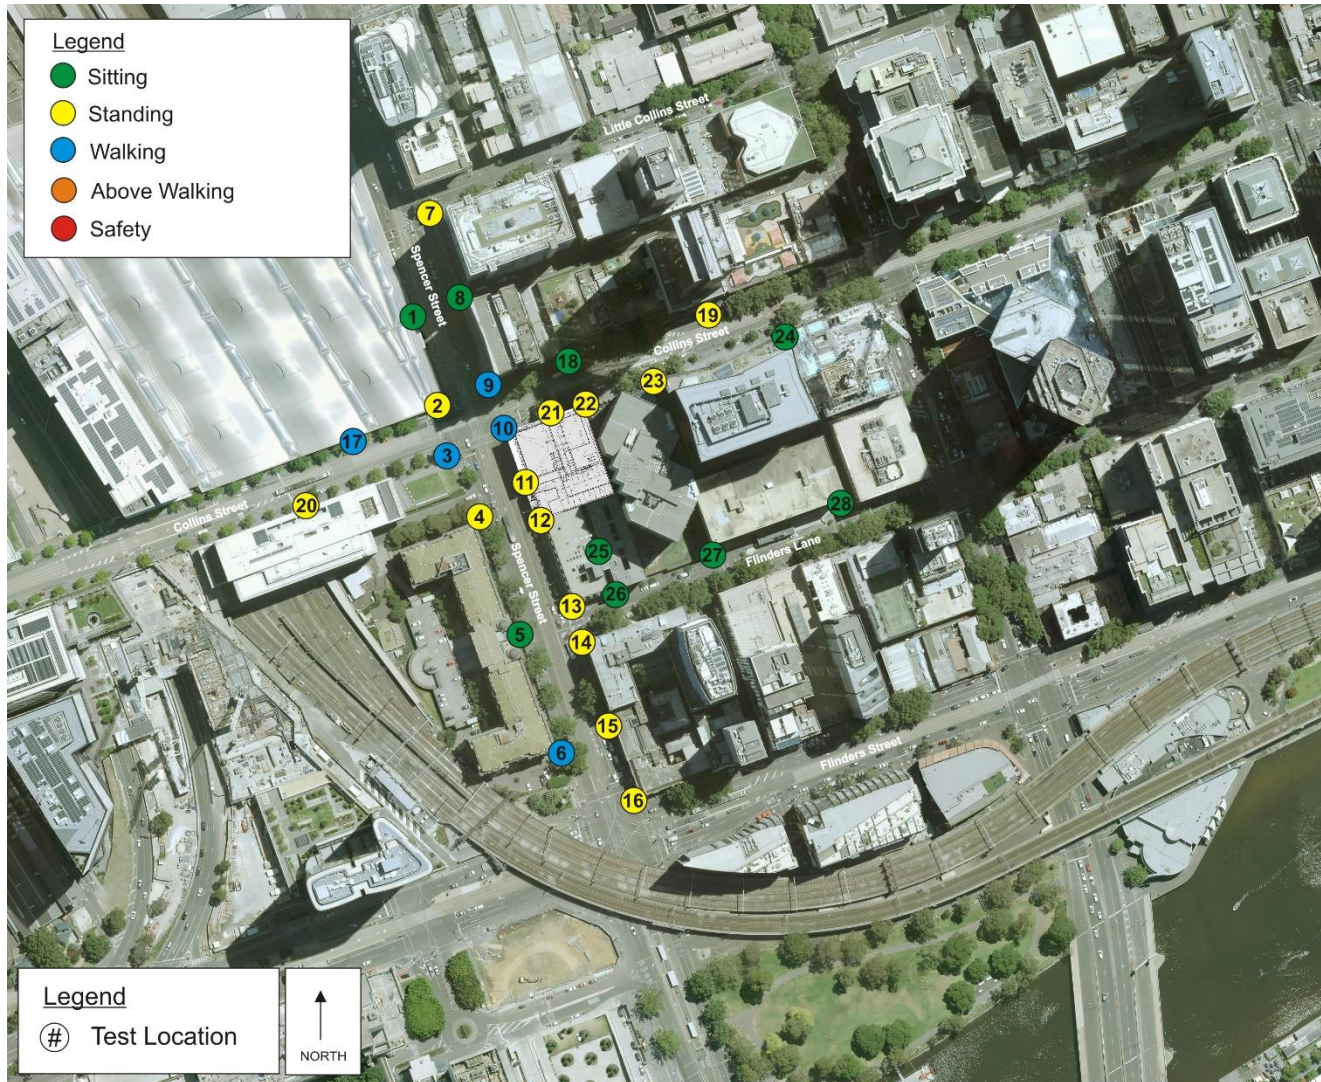 Legend
Sitting
Standing
Walking
Above Walking
Safety
Little Collins Street
7
Spencer Street
8
1
19
Collins Street
24
18
23
9
2
22
21
10
17
3
11
20
Collins Street
4
12
28
Spencer Street
25
27
Flinders Lane
26
13
5
14
15
6
Flinders Street
16
Legend
# Test Location
NORTH